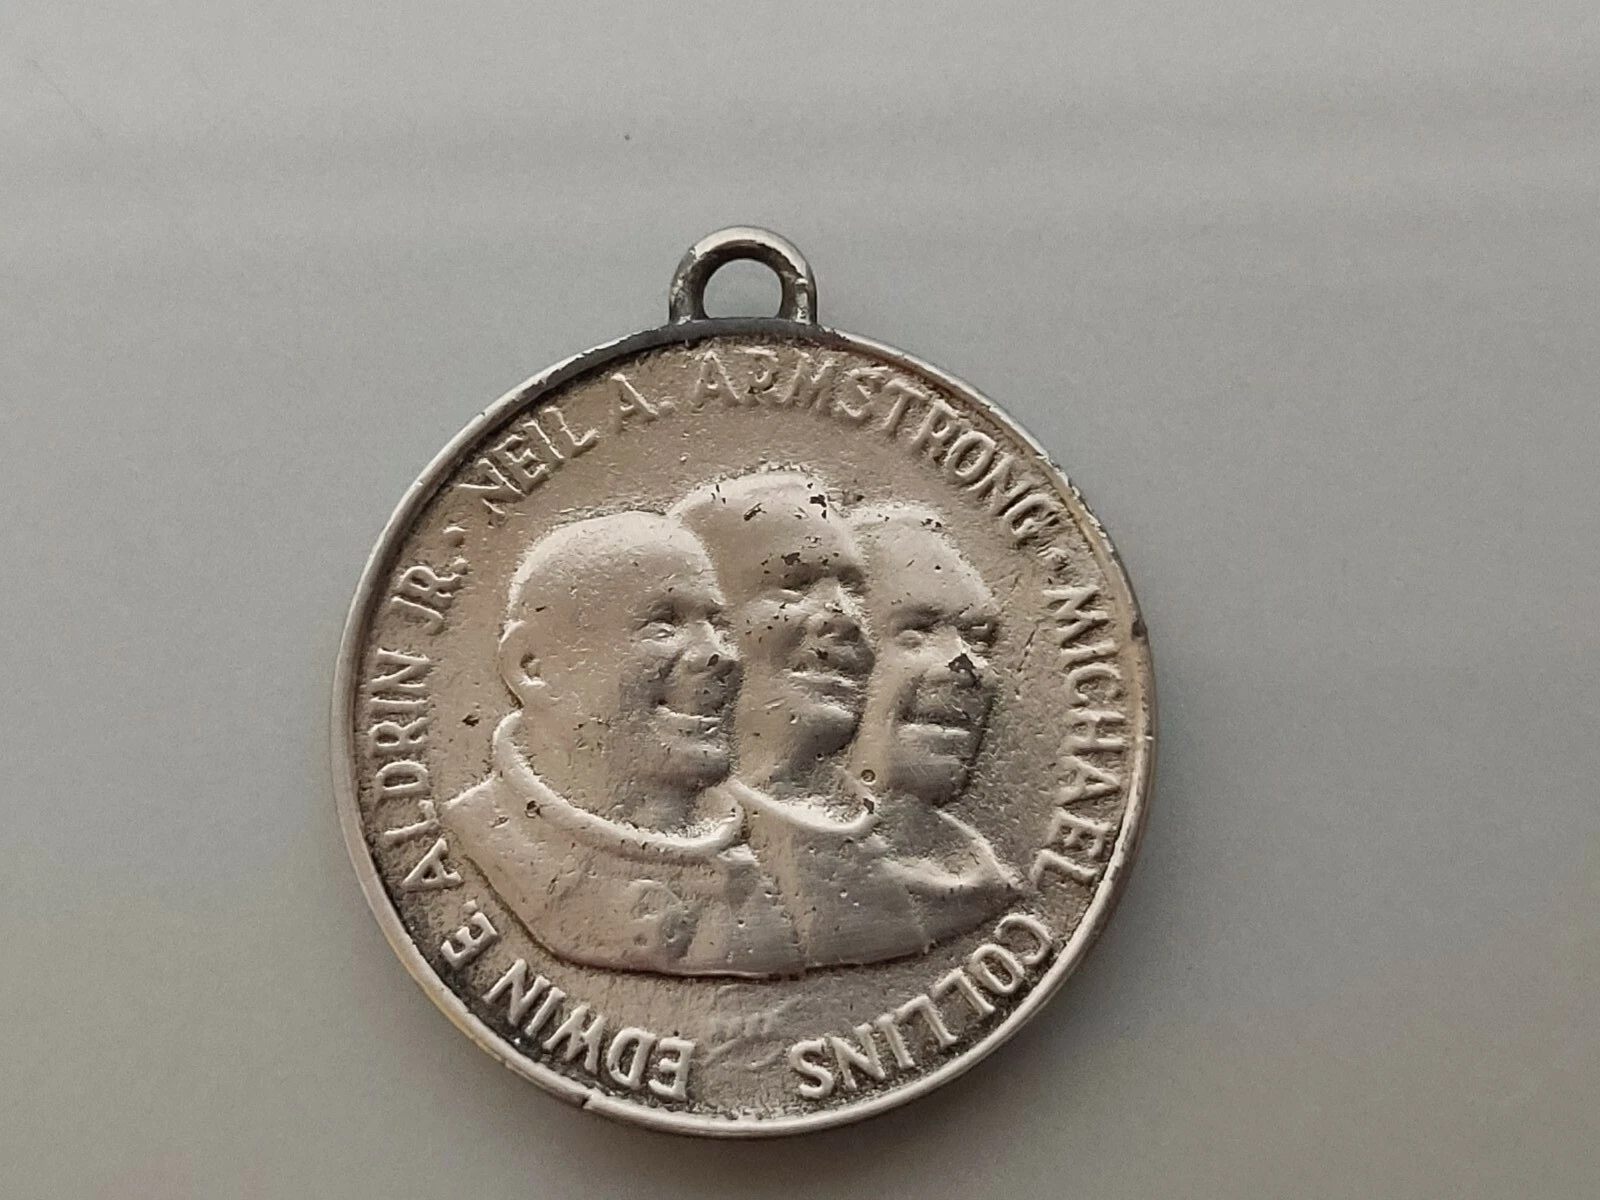 EDWIN E. ALDRIN JR. · NEIL A. ARMSTRONG · MICHAEL COLLINS